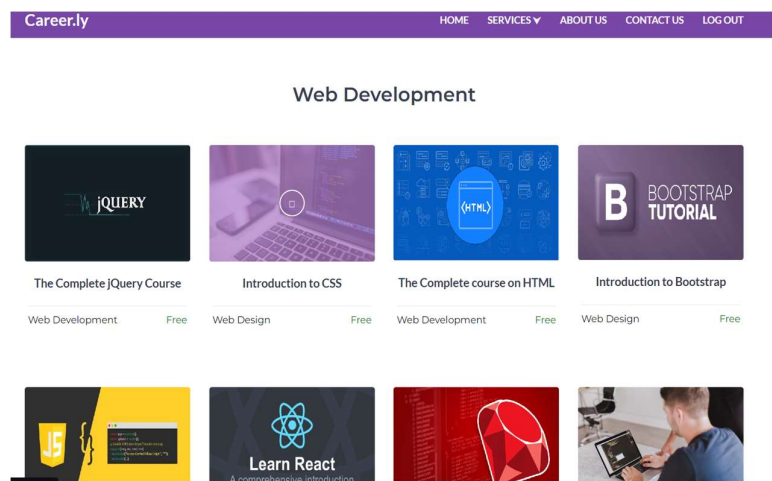 Career.ly
HOME SERVICES ABOUT US CONTACT US LOG OUT
Web Development
jQUERY
<HTML>
B BOOTSTRAP
TUTORIAL
The Complete jQuery Course
Introduction to CSS
The Complete course on HTML
Introduction to Bootstrap
Web Development Free
Web Design Free
Web Development Free
Web Design Free
JS
Learn React
A comprehensive introduction